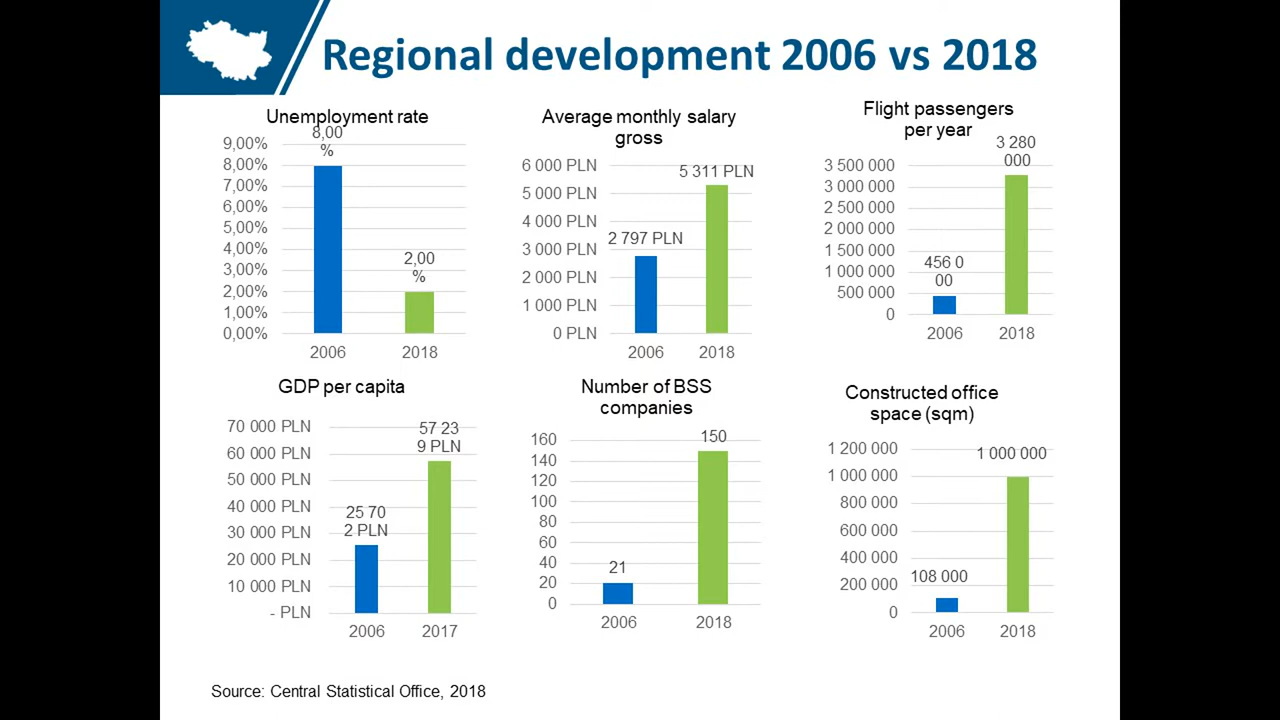 Regional development 2006 vs 2018
Unemployment rate
9,00%
8,00%
7,00%
6,00%
5,00%
4,00%
3,00%
2,00%
1,00%
0,00%
8,00
%
2,00
%
2006 2018
Average monthly salary
gross
6 000 PLN
5 000 PLN
4 000 PLN
3 000 PLN
2 000 PLN
1 000 PLN
0 PLN
2 797 PLN
5 311 PLN
2006 2018
Flight passengers
per year
3 500 000
3 000 000
2 500 000
2 000 000
1 500 000
1 000 000
500 000
0
456 0
00
3 280
000
2006 2018
GDP per capita
70 000 PLN
60 000 PLN
50 000 PLN
40 000 PLN
30 000 PLN
20 000 PLN
10 000 PLN
- PLN
25 70
2 PLN
57 23
9 PLN
2006 2017
Number of BSS
companies
160
140
120
100
80
60
40
20
0
21
150
2006 2018
Constructed office
space (sqm)
1 200 000
1 000 000
800 000
600 000
400 000
200 000
0
108 000
1 000 000
2006 2018
Source: Central Statistical Office, 2018